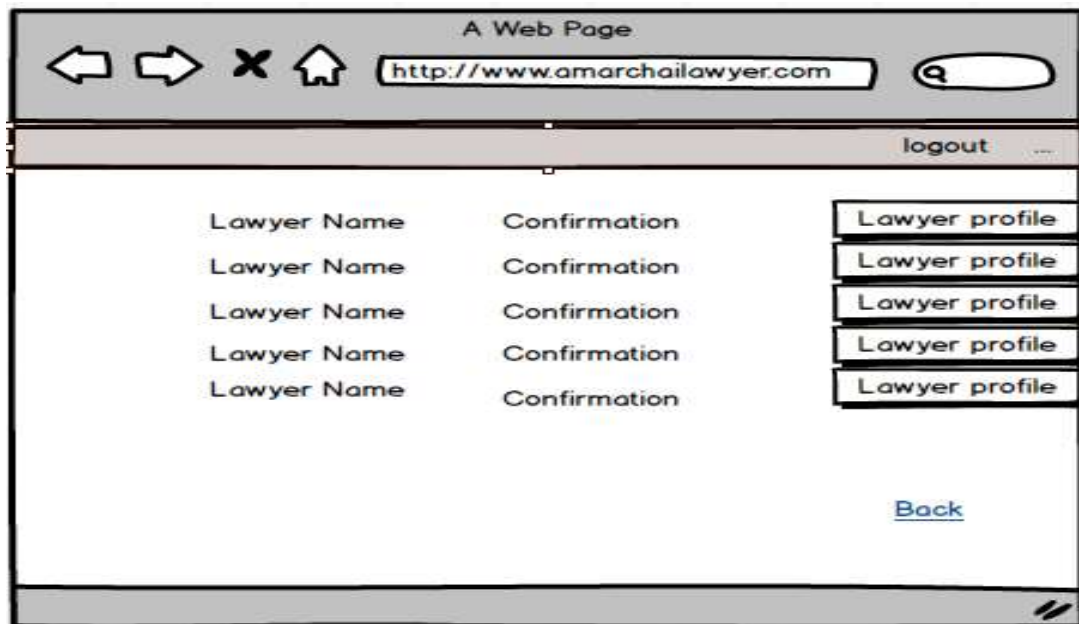 A Web Page
http://www.amarchailawyer.com
logout ...
Lawyer Name Confirmation Lawyer profile
Lawyer Name Confirmation Lawyer profile
Lawyer Name Confirmation Lawyer profile
Lawyer Name Confirmation Lawyer profile
Lawyer Name Confirmation Lawyer profile
Back